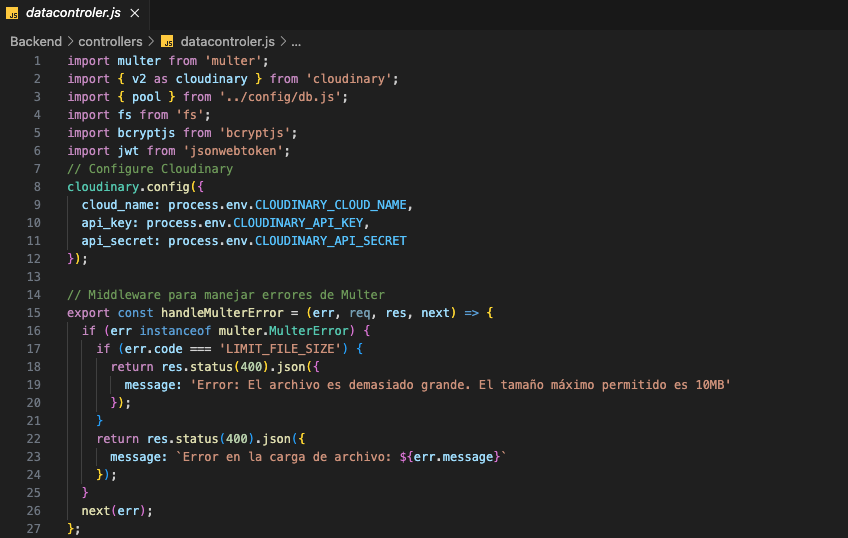 JS datacontroler.js ×
Backend > controllers > JS datacontroler.js > ...
1 import multer from 'multer';
2 import { v2 as cloudinary } from 'cloudinary';
3 import { pool } from '../config/db.js';
4 import fs from 'fs';
5 import bcryptjs from 'bcryptjs';
6 import jwt from 'jsonwebtoken';
7 // Configure Cloudinary
8 cloudinary.config({
9   cloud_name: process.env.CLOUDINARY_CLOUD_NAME,
10   api_key: process.env.CLOUDINARY_API_KEY,
11   api_secret: process.env.CLOUDINARY_API_SECRET
12 });
13
14 // Middleware para manejar errores de Multer
15 export const handleMulterError = (err, req, res, next) => {
16   if (err instanceof multer.MulterError) {
17     if (err.code === 'LIMIT_FILE_SIZE') {
18       return res.status(400).json({
19         message: 'Error: El archivo es demasiado grande. El tamaño máximo permitido es 10MB'
20       });
21     }
22     return res.status(400).json({
23       message: `Error en la carga de archivo: ${err.message}`
24     });
25   }
26   next(err);
27 };